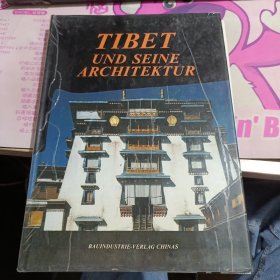 TIBET
UND SEINE
ARCHITEKTUR
BAUINDUSTRIE-VERLAG CHINAS
n' B